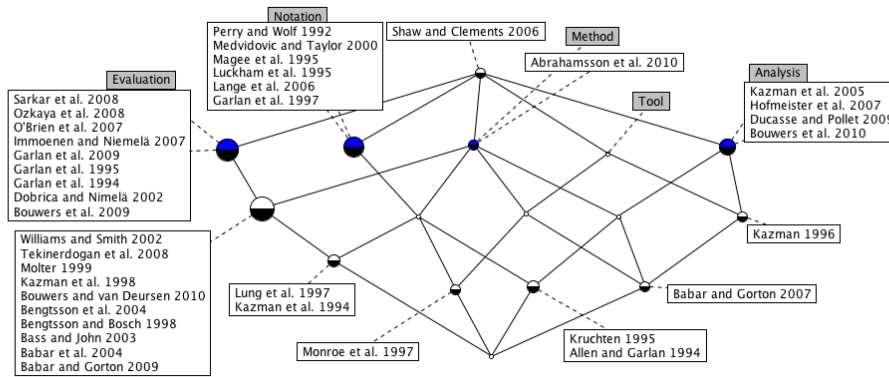 Notation
Perry and Wolf 1992
Medvidovic and Taylor 2000
Magee et al. 1995
Luckham et al. 1995
Lange et al. 2006
Garlan et al. 1997
Shaw and Clements 2006
Method
Abrahamsson et al. 2010
Evaluation
Sarkar et al. 2008
Ozkaya et al. 2008
O'Brien et al. 2007
Immoenen and Niemelä 2007
Garlan et al. 2009
Garlan et al. 1995
Garlan et al. 1994
Dobrica and Nimelä 2002
Bouwers et al. 2009
Tool
Analysis
Kazman et al. 2005
Hofmeister et al. 2007
Ducasse and Pollet 2009
Bouwers et al. 2010
Williams and Smith 2002
Tekinerdogan et al. 2008
Molter 1999
Kazman et al. 1998
Bouwers and van Deursen 2010
Bengtsson et al. 2004
Bengtsson and Bosch 1998
Bass and John 2003
Babar et al. 2004
Babar and Gorton 2009
Kazman 1996
Lung et al. 1997
Kazman et al. 1994
Babar and Gorton 2007
Monroe et al. 1997
Kruchten 1995
Allen and Garlan 1994